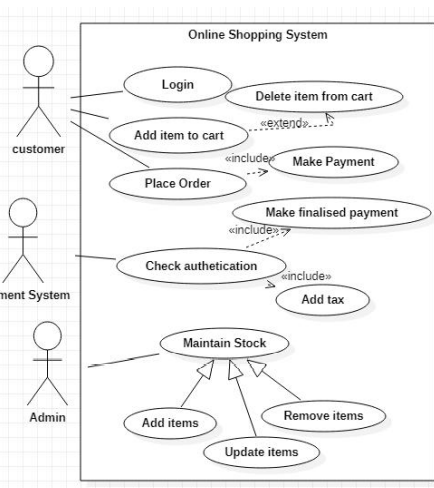 Online Shopping System
Login
Delete item from cart
«extend»
Add item to cart
customer
«include»
Make Payment
Place Order
Make finalised payment
«include»
Check authetication
«include»
ment System
Add tax
Maintain Stock
Admin
Add items
Remove items
Update items